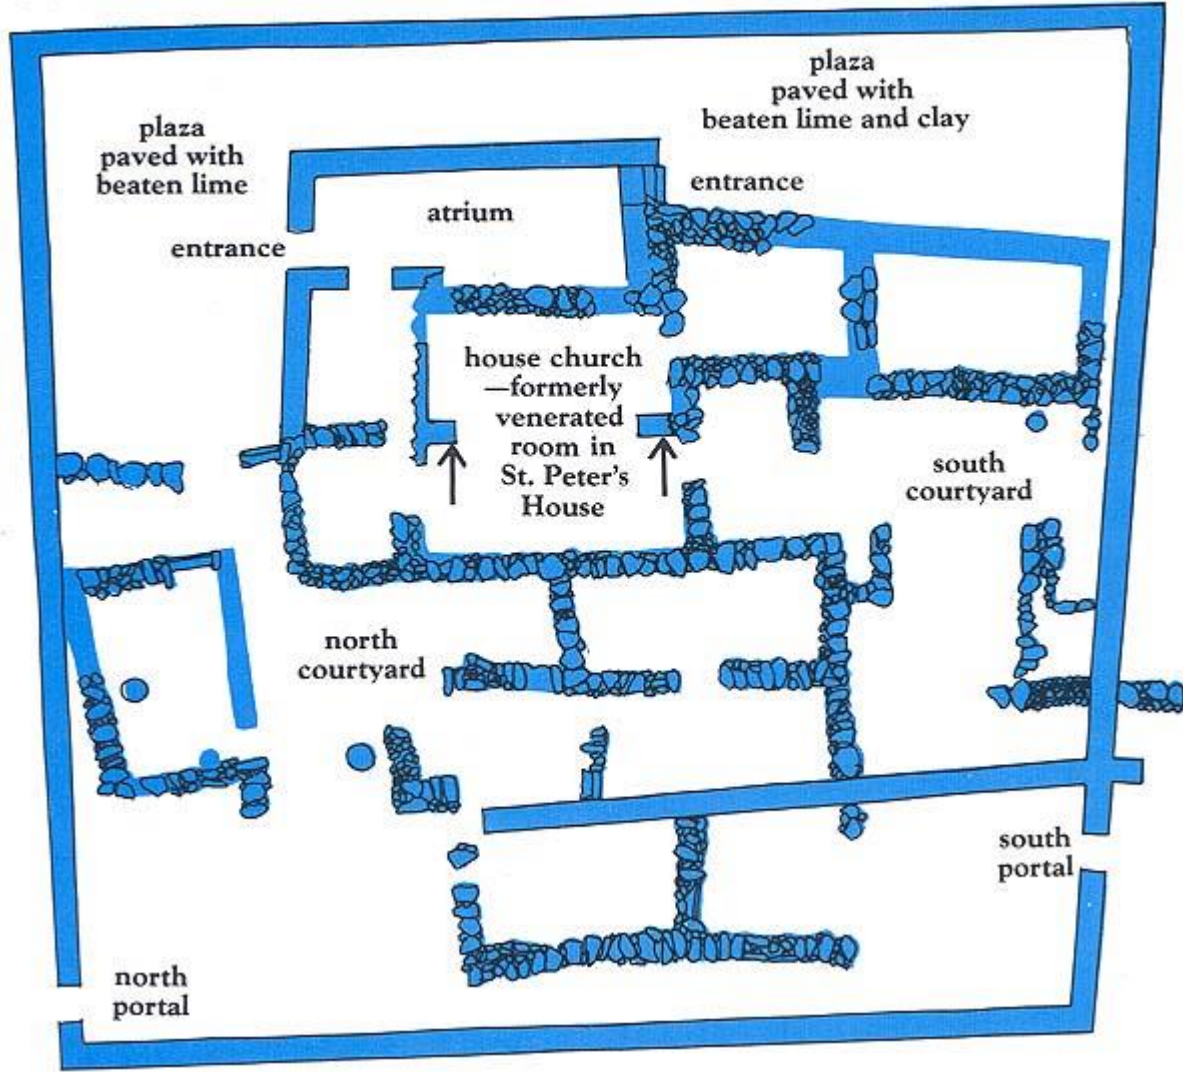 plaza
paved with
beaten lime and clay
plaza
paved with
beaten lime
entrance
atrium
entrance
house church
—formerly
venerated
room in
St. Peter's
House
south
courtyard
north
courtyard
south
portal
north
portal